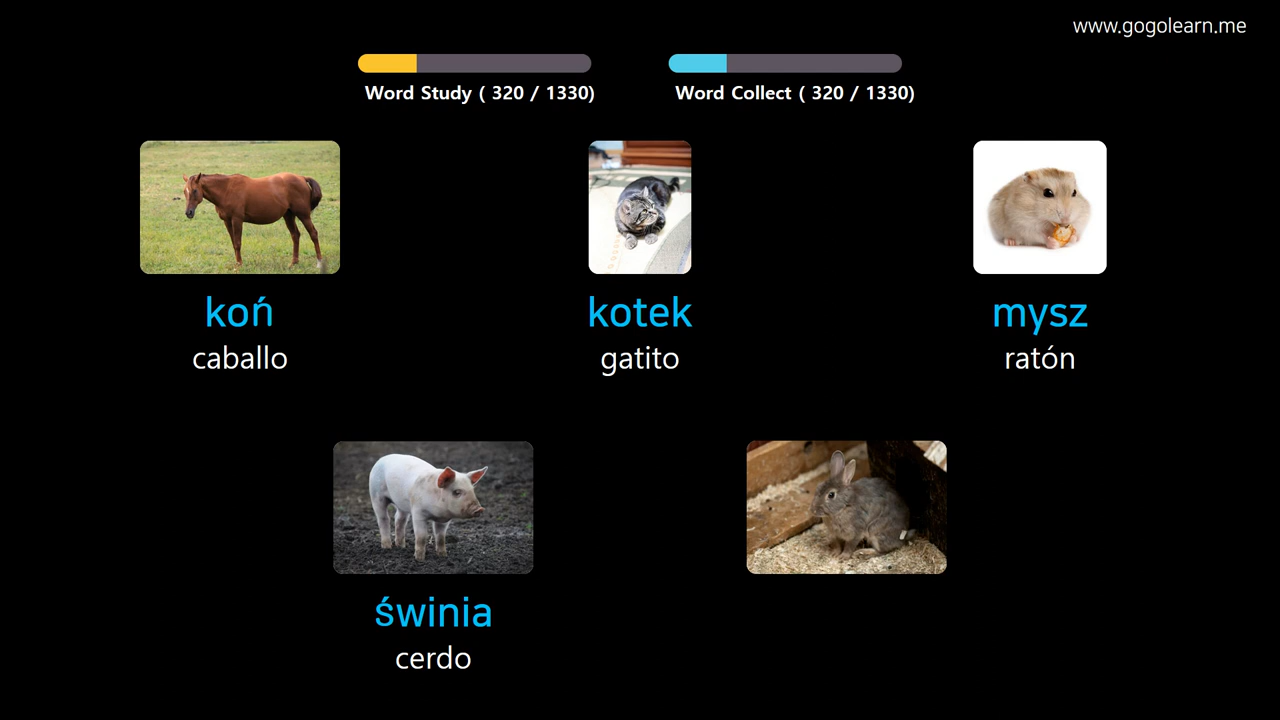 www.gogolearn.me
Word Study ( 320 / 1330)
Word Collect ( 320 / 1330)
koń
caballo
kotek
gatito
mysz
ratón
świnia
cerdo